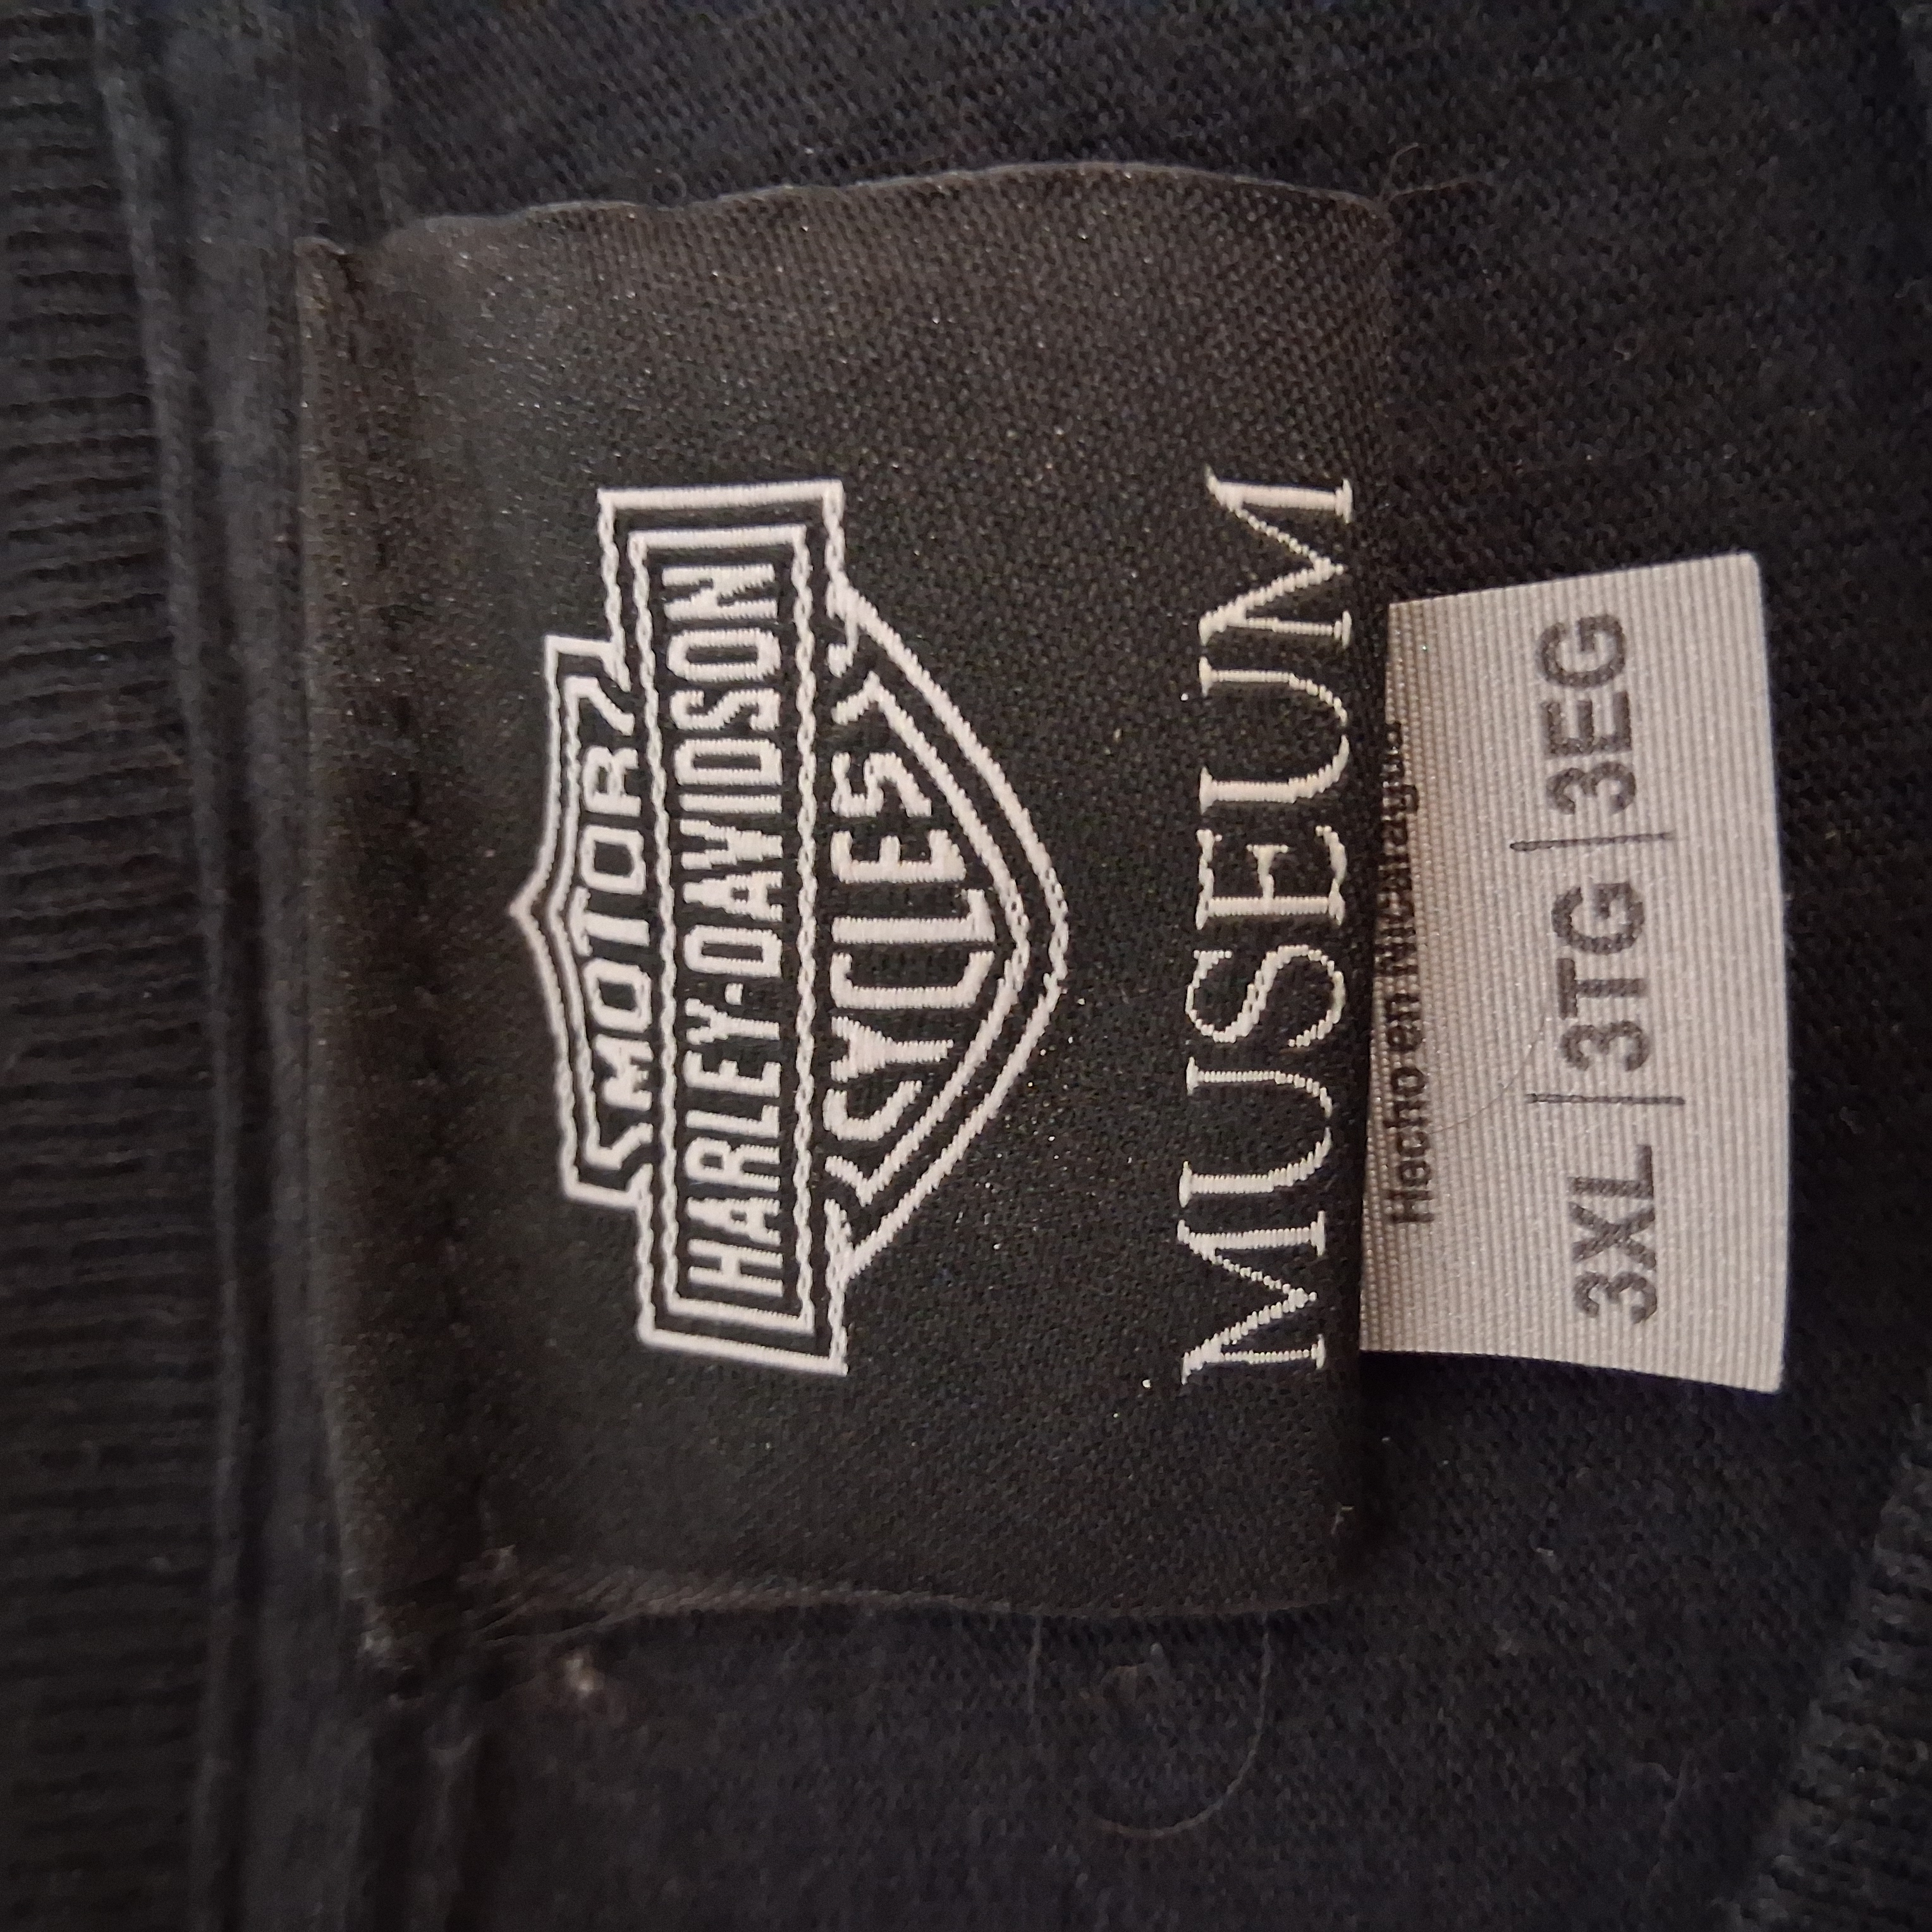 MOTOR
HARLEY-DAVIDSON
CYCLES
MUSEUM
Hecho en Nicaragua
3XL | 3TG | 3EG